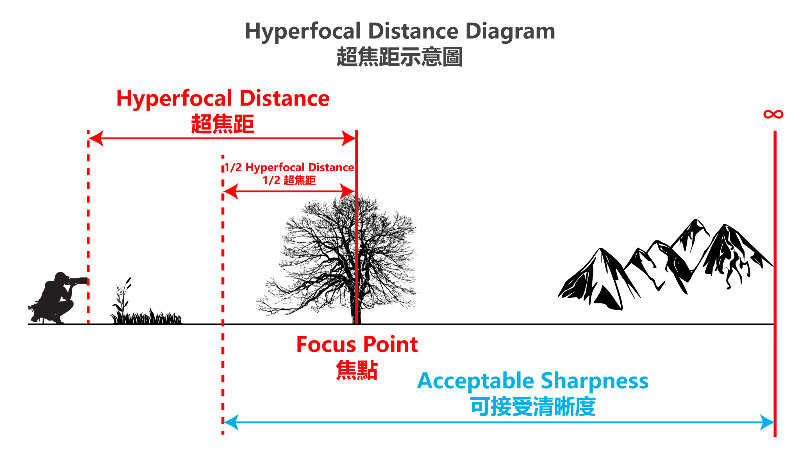 Hyperfocal Distance Diagram
超焦距示意圖
Hyperfocal Distance
超焦距
∞
1/2 Hyperfocal Distance
1/2 超焦距
Focus Point
焦點
Acceptable Sharpness
可接受清晰度